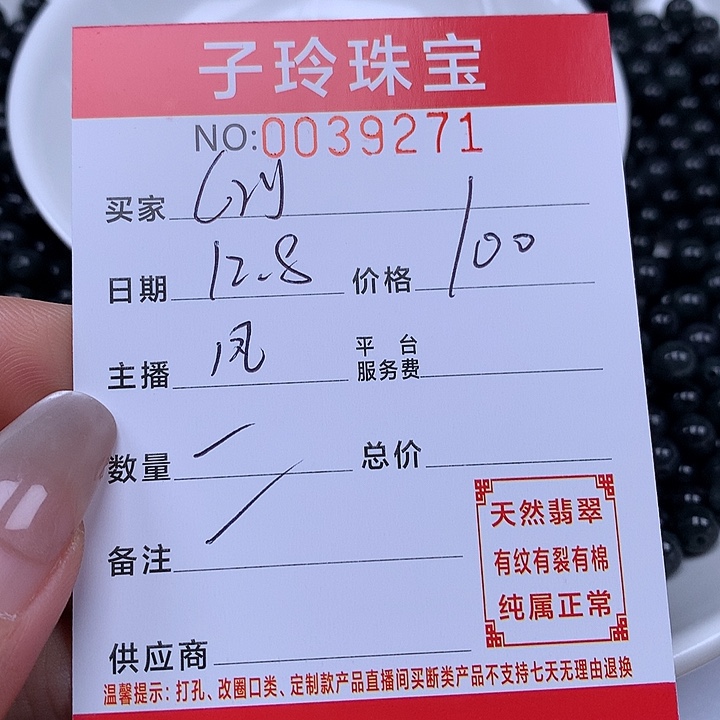 子玲珠宝
NO:0039271
买家
日期 12.8 价格 100
主播 凤 平台服务费
数量 一 总价
备注
天然翡翠
有纹有裂有棉
纯属正常
供应商
温馨提示：打孔、改圈口类、定制款产品直播间买断类产品不支持七天无理由退换